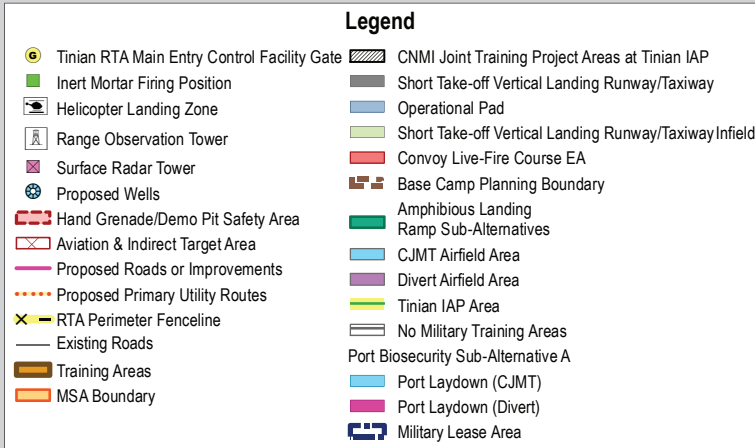 Legend
G
Tinian RTA Main Entry Control Facility Gate
Inert Mortar Firing Position
Helicopter Landing Zone
Range Observation Tower
Surface Radar Tower
Proposed Wells
Hand Grenade/Demo Pit Safety Area
Aviation & Indirect Target Area
Proposed Roads or Improvements
Proposed Primary Utility Routes
RTA Perimeter Fenceline
Existing Roads
Training Areas
MSA Boundary
CNMI Joint Training Project Areas at Tinian IAP
Short Take-off Vertical Landing Runway/Taxiway
Operational Pad
Short Take-off Vertical Landing Runway/Taxiway Infield
Convoy Live-Fire Course EA
Base Camp Planning Boundary
Amphibious Landing
Ramp Sub-Alternatives
CJMT Airfield Area
Divert Airfield Area
Tinian IAP Area
No Military Training Areas
Port Biosecurity Sub-Alternative A
Port Laydown (CJMT)
Port Laydown (Divert)
Military Lease Area